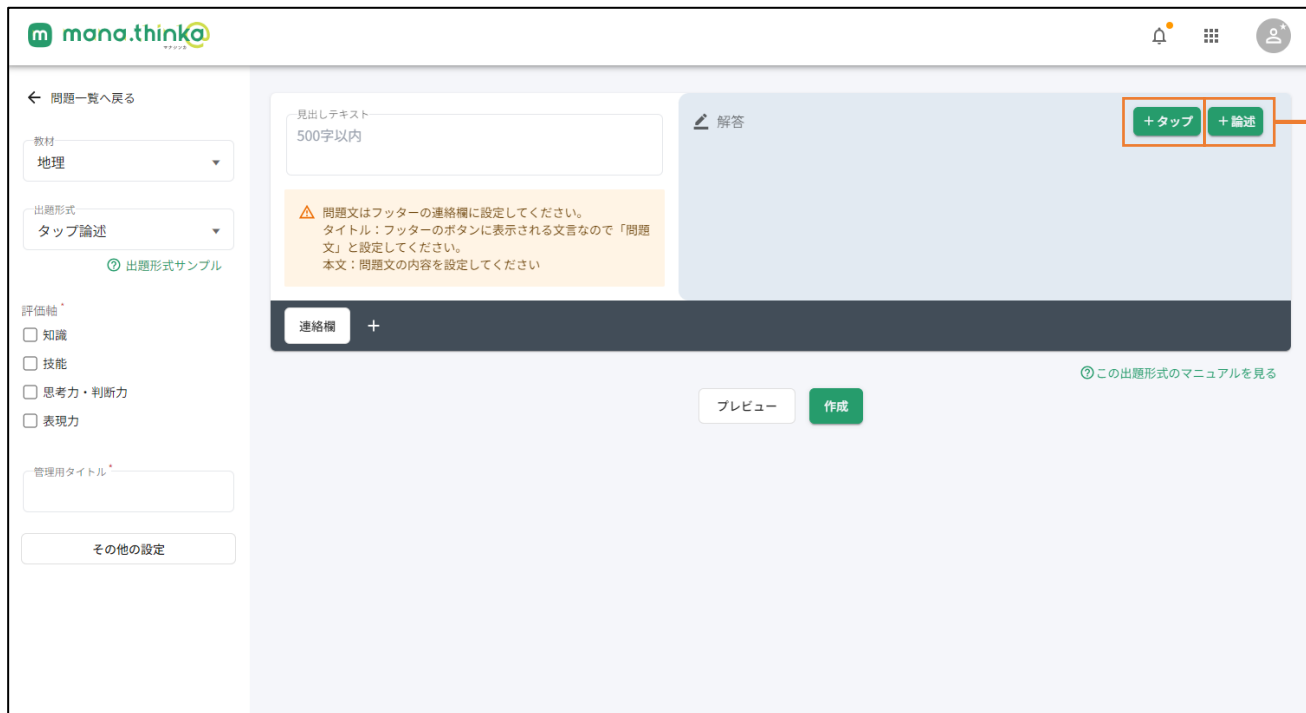 m mana.think@
マナシンカ
← 問題一覧へ戻る
教材
地理
出題形式
タップ論述
出題形式サンプル
評価軸 *
知識
技能
思考力・判断力
表現力
管理用タイトル *
その他の設定
見出しテキスト
500字以内
問題文はフッターの連絡欄に設定してください。
タイトル：フッターのボタンに表示される文言なので「問題
文」と設定してください。
本文：問題文の内容を設定してください
解答
+タップ
+論述
連絡欄 +
この出題形式のマニュアルを見る
プレビュー
作成